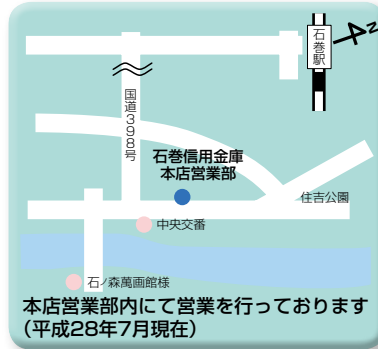 石巻駅
N
国道398号
石巻信用金庫
本店営業部
住吉公園
中央交番
石ノ森萬画館様
本店営業部内にて営業を行っております
(平成28年7月現在)